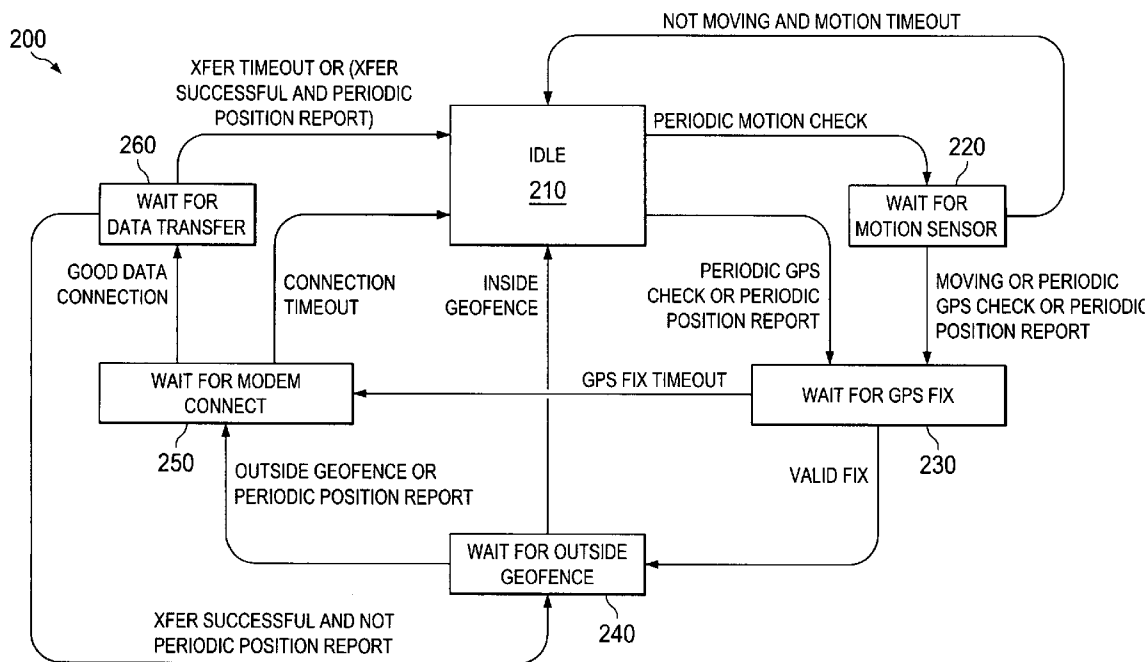 200
NOT MOVING AND MOTION TIMEOUT
XFER TIMEOUT OR (XFER
SUCCESSFUL AND PERIODIC
POSITION REPORT)
PERIODIC MOTION CHECK
IDLE
210
260
220
WAIT FOR
DATA TRANSFER
WAIT FOR
MOTION SENSOR
GOOD DATA
CONNECTION
CONNECTION
TIMEOUT
INSIDE
GEOFENCE
PERIODIC GPS
CHECK OR PERIODIC
POSITION REPORT
MOVING OR PERIODIC
GPS CHECK OR PERIODIC
POSITION REPORT
WAIT FOR MODEM
CONNECT
250
GPS FIX TIMEOUT
WAIT FOR GPS FIX
230
OUTSIDE GEOFENCE OR
PERIODIC POSITION REPORT
VALID FIX
WAIT FOR OUTSIDE
GEOFENCE
240
XFER SUCCESSFUL AND NOT
PERIODIC POSITION REPORT